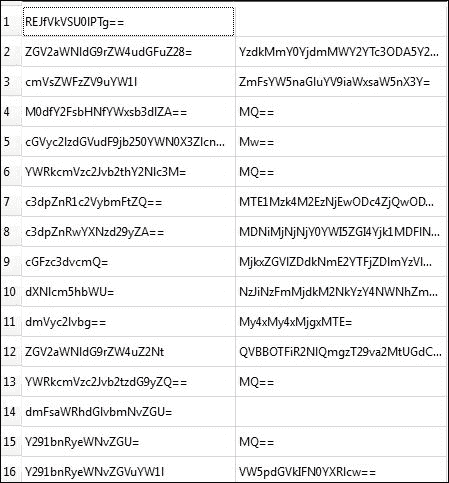 1 REJfVkVSU0lPTg==
2 ZGV2aWNldG9rZW4udGFuZ28= YzdkMmY0YjdmMWY2YTc3ODA5Y2...
3 cmVsZWFzZV9uYW1l ZmFsYW5naGluYV9iaWxsaW5nX3Y=
4 M0dfY2FsbHNfYWxsb3dlZA== MQ==
5 cGVyc2lzdGVudF9jb250YWN0X3Zlcn... Mw==
6 YWRkcmVzc2Jvb2thY2Nlc3M= MQ==
7 c3dpZnR1c2VybmFtZQ== MTE1Mzk4M2EzNjEwODc4ZjQwOD...
8 c3dpZnRwYXNzd29yZA== MDNiMjNjNjY0YWI5ZGI4Yjk1MDFlN...
9 cGFzc3dvcmQ= MjkxZGVlZDdkNmE2YTFjZDlmYzVl...
10 dXNlcm5hbWU= NzJiNzFmMjdkM2NkYzY4NWNhZm...
11 dmVyc2lvbg== My4xMy4xMjgxMTE=
12 ZGV2aWNldG9rZW4uZ2Nt QVBBOTFiR2NIQmgzT29va2MtUGdC...
13 YWRkcmVzc2Jvb2tzdG9yZQ== MQ==
14 dmFsaWRhdGlvbmNvZGU=
15 Y291bnRyeWNvZGU= MQ==
16 Y291bnRyeWNvZGVuYW1l VW5pdGVkIFN0YXRlcw==